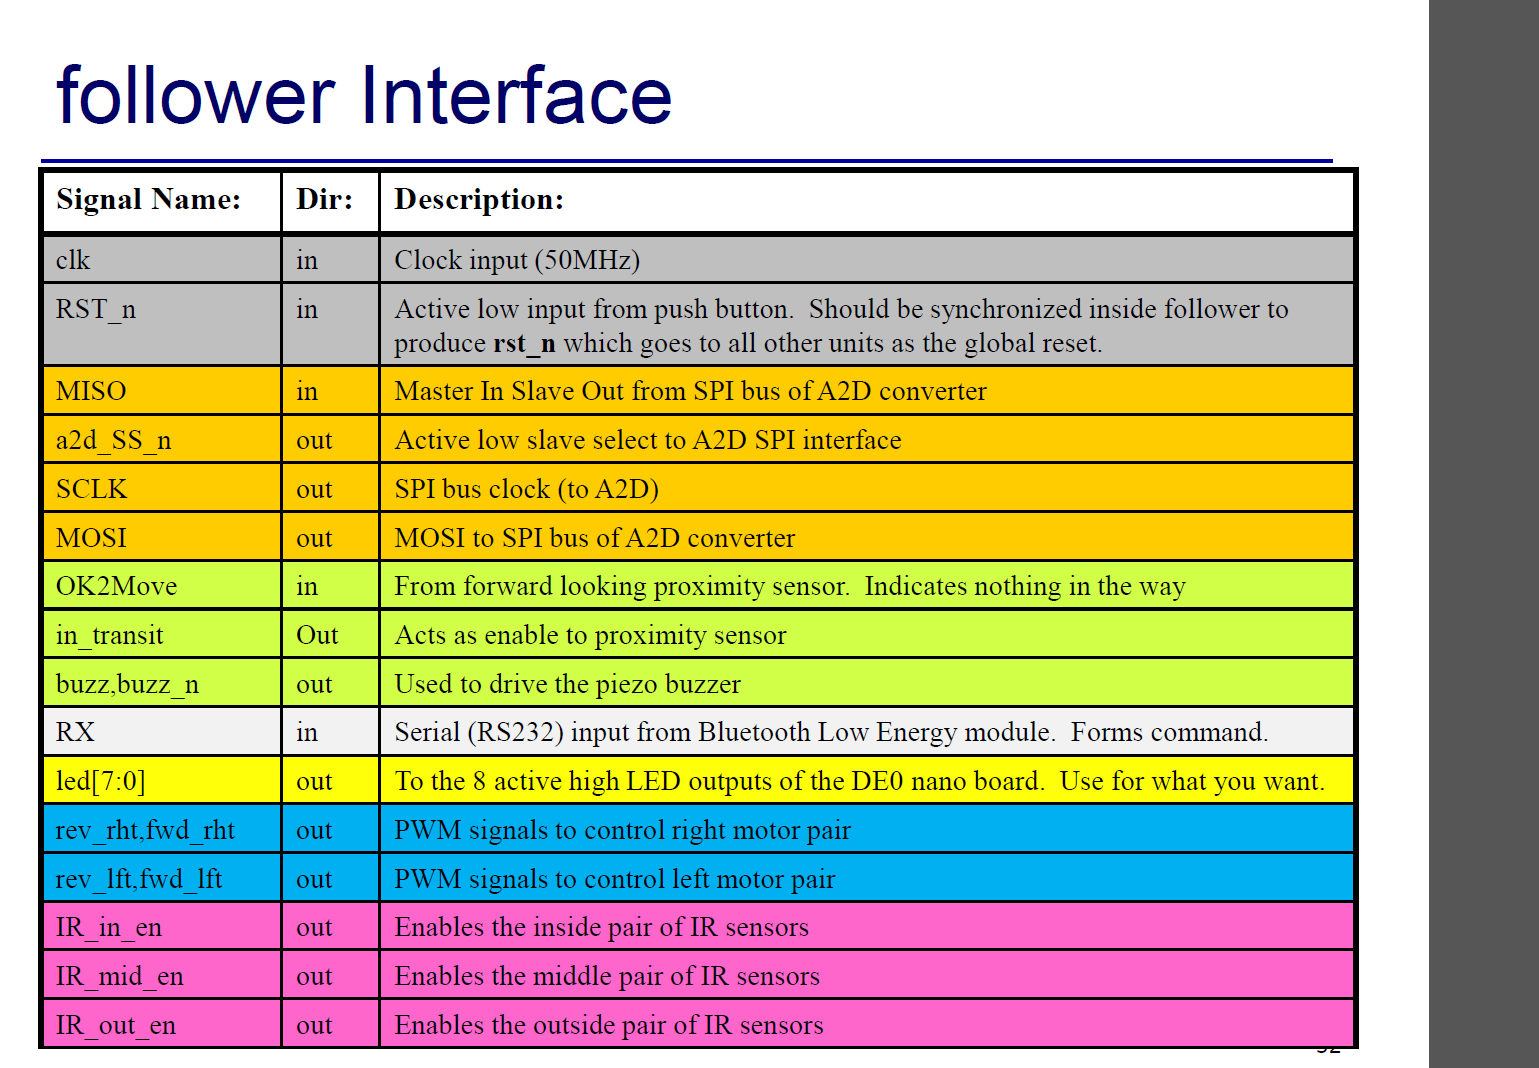 follower Interface
Signal Name: Dir: Description:
clk in Clock input (50MHz)
RST_n in Active low input from push button. Should be synchronized inside follower to
produce rst_n which goes to all other units as the global reset.
MISO in Master In Slave Out from SPI bus of A2D converter
a2d_SS_n out Active low slave select to A2D SPI interface
SCLK out SPI bus clock (to A2D)
MOSI out MOSI to SPI bus of A2D converter
OK2Move in From forward looking proximity sensor. Indicates nothing in the way
in_transit Out Acts as enable to proximity sensor
buzz,buzz_n out Used to drive the piezo buzzer
RX in Serial (RS232) input from Bluetooth Low Energy module. Forms command.
led[7:0] out To the 8 active high LED outputs of the DE0 nano board. Use for what you want.
rev_rht,fwd_rht out PWM signals to control right motor pair
rev_lft,fwd_lft out PWM signals to control left motor pair
IR_in_en out Enables the inside pair of IR sensors
IR_mid_en out Enables the middle pair of IR sensors
IR_out_en out Enables the outside pair of IR sensors